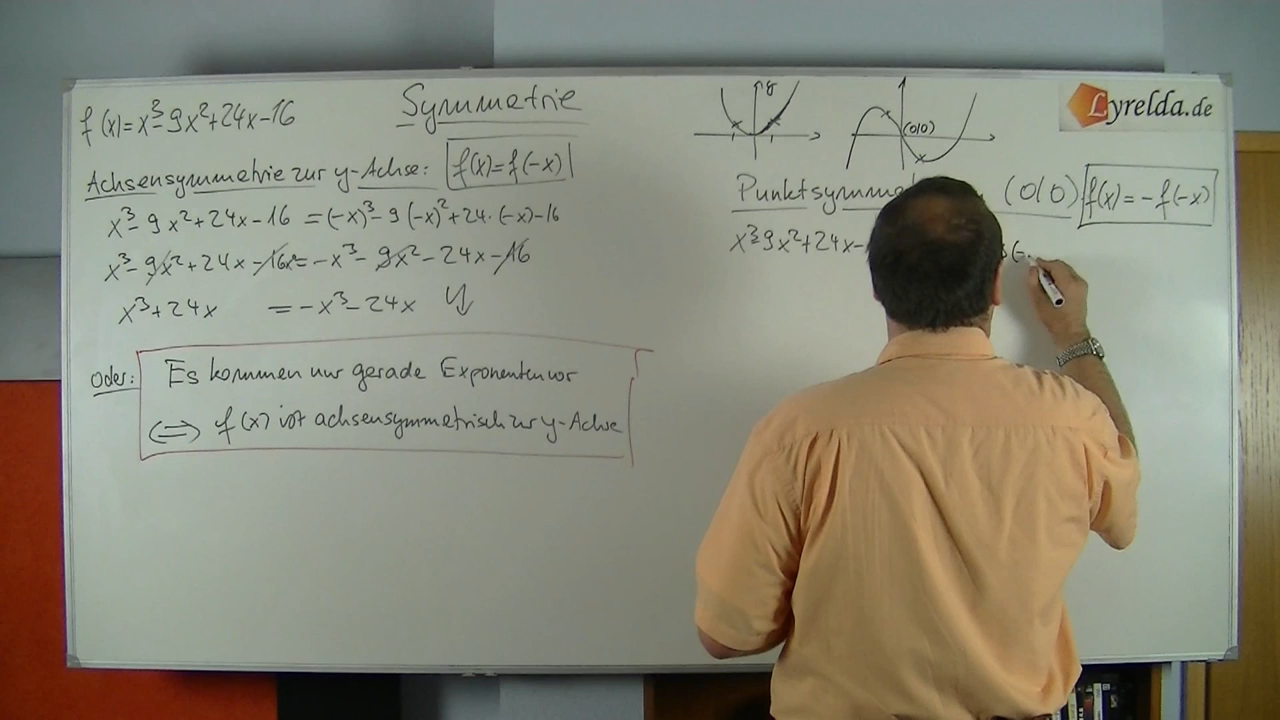 Symmetrie
f(x)=x³-9x²+24x-16
Achsensymmetrie zur y-Achse: f(x)=f(-x)
x³-9x²+24x-16 =(-x)³-9(-x)²+24·(-x)-16
x³-9x²+24x-16 =-x³-9x²-24x-16
x³+24x =-x³-24x
oder: Es kommen nur gerade Exponenten vor
⇔ f(x) ist achsensymmetrisch zur y-Achse
y
(0|0)
Lyrelda.de
(0|0) f(x)=-f(-x)
x³-9x²+24x-